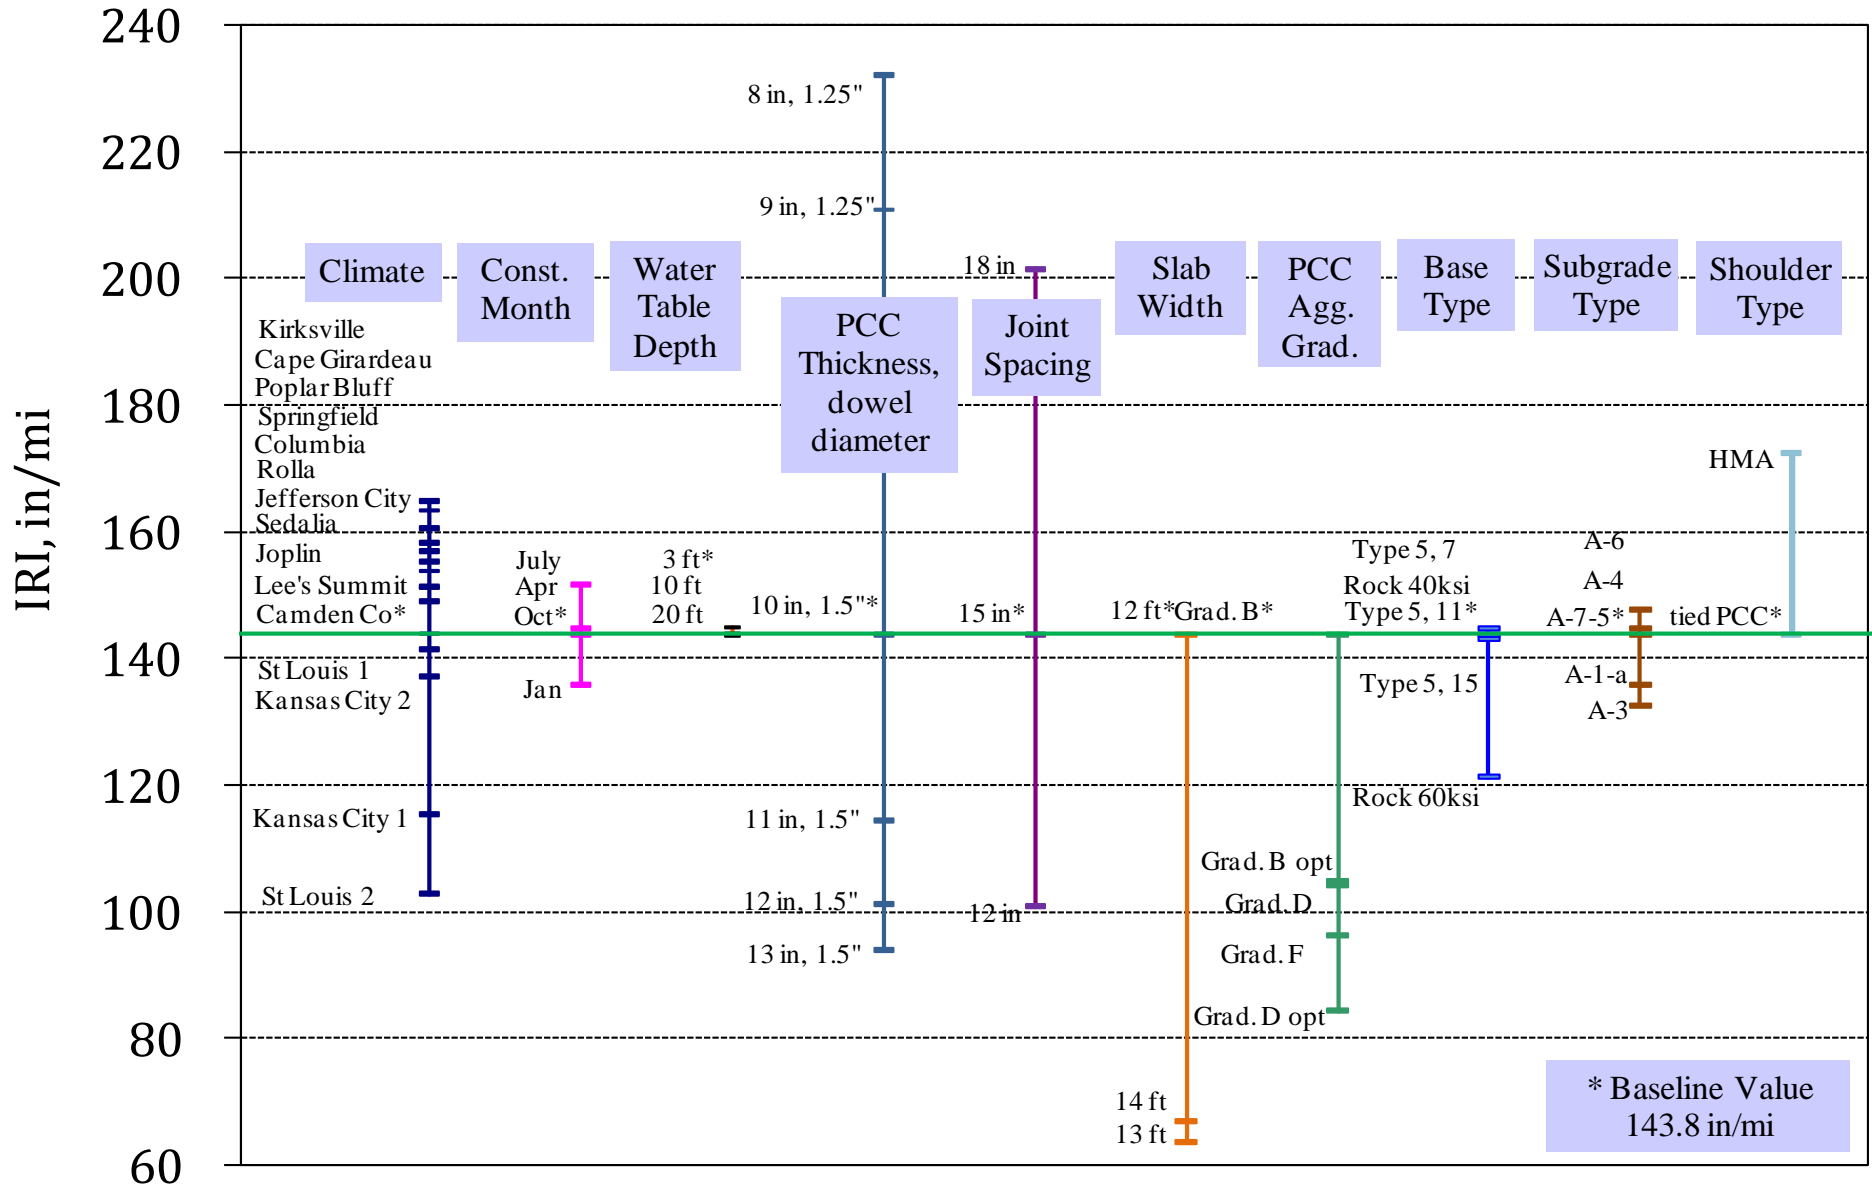 IRI, in/mi
240
220
200
180
160
140
120
100
80
60
Climate
Kirksville
Cape Girardeau
Poplar Bluff
Springfield
Columbia
Rolla
Jefferson City
Sedalia
Joplin
Lee's Summit
Camden Co*
St Louis 1
Kansas City 2
Kansas City 1
St Louis 2
Const.
Month
July
Apr
Oct*
Jan
Water
Table
Depth
3 ft*
10 ft
20 ft
8 in, 1.25"
9 in, 1.25"
PCC
Thickness,
dowel
diameter
10 in, 1.5"*
11 in, 1.5"
12 in, 1.5"
13 in, 1.5"
18 in
Joint
Spacing
15 in*
12 in
Slab
Width
12 ft*
14 ft
13 ft
PCC
Agg.
Grad.
Grad. B*
Grad. B opt
Grad. D
Grad. F
Grad. D opt
Base
Type
Type 5, 7
Rock 40ksi
Type 5, 11*
Type 5, 15
Rock 60ksi
Subgrade
Type
A-6
A-4
A-7-5*
A-1-a
A-3
Shoulder
Type
HMA
tied PCC*
* Baseline Value
143.8 in/mi